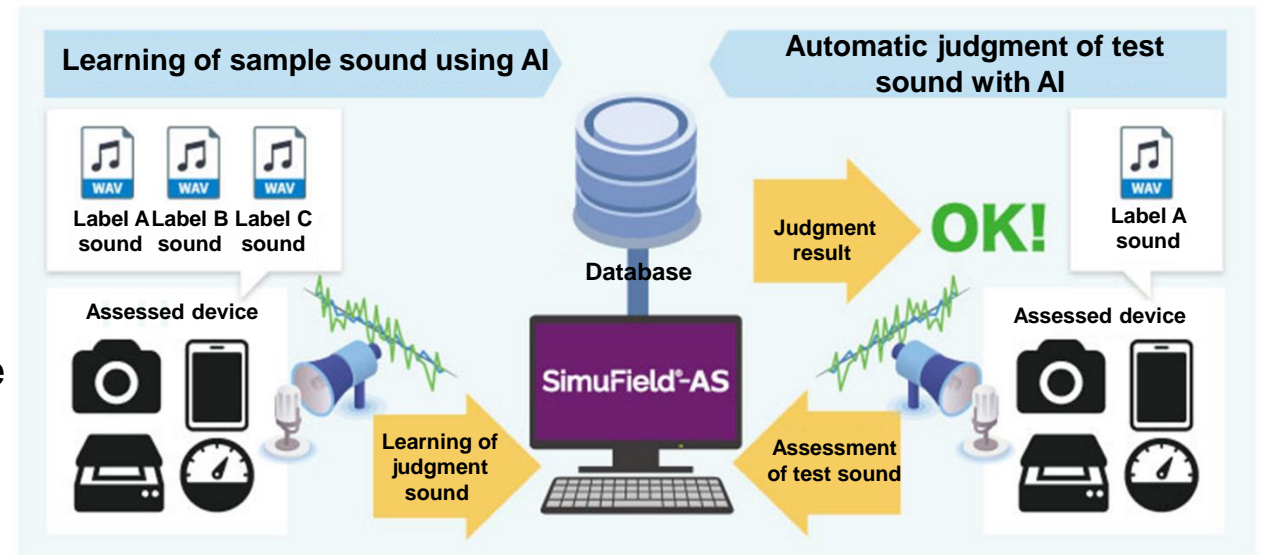 Learning of sample sound using AI
Automatic judgment of test
sound with AI
WAV
WAV
WAV
Label A Label B Label C
sound sound sound
Assessed device
e
Learning of
judgment
sound
Database
SimuField®-AS
Judgment
result
OK!
WAV
Label A
sound
Assessed device
Assessment
of test sound